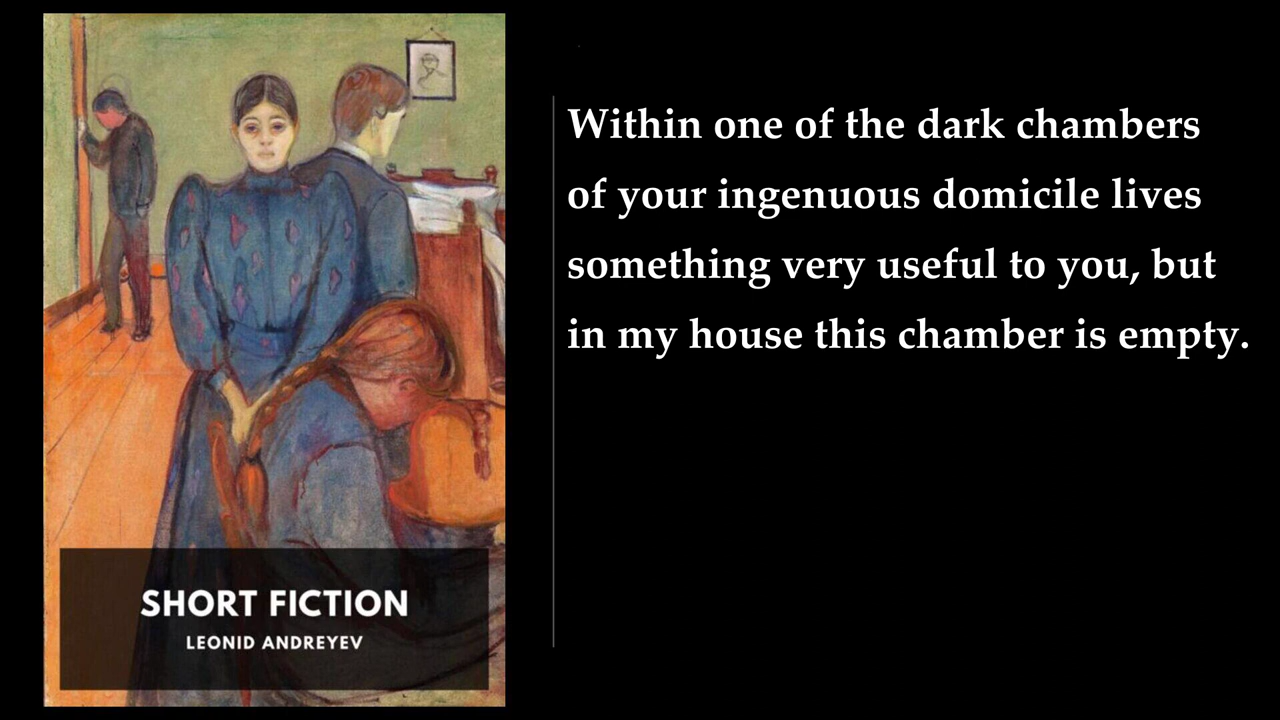 Within one of the dark chambers
of your ingenuous domicile lives
something very useful to you, but
in my house this chamber is empty.
SHORT FICTION
LEONID ANDREYEV